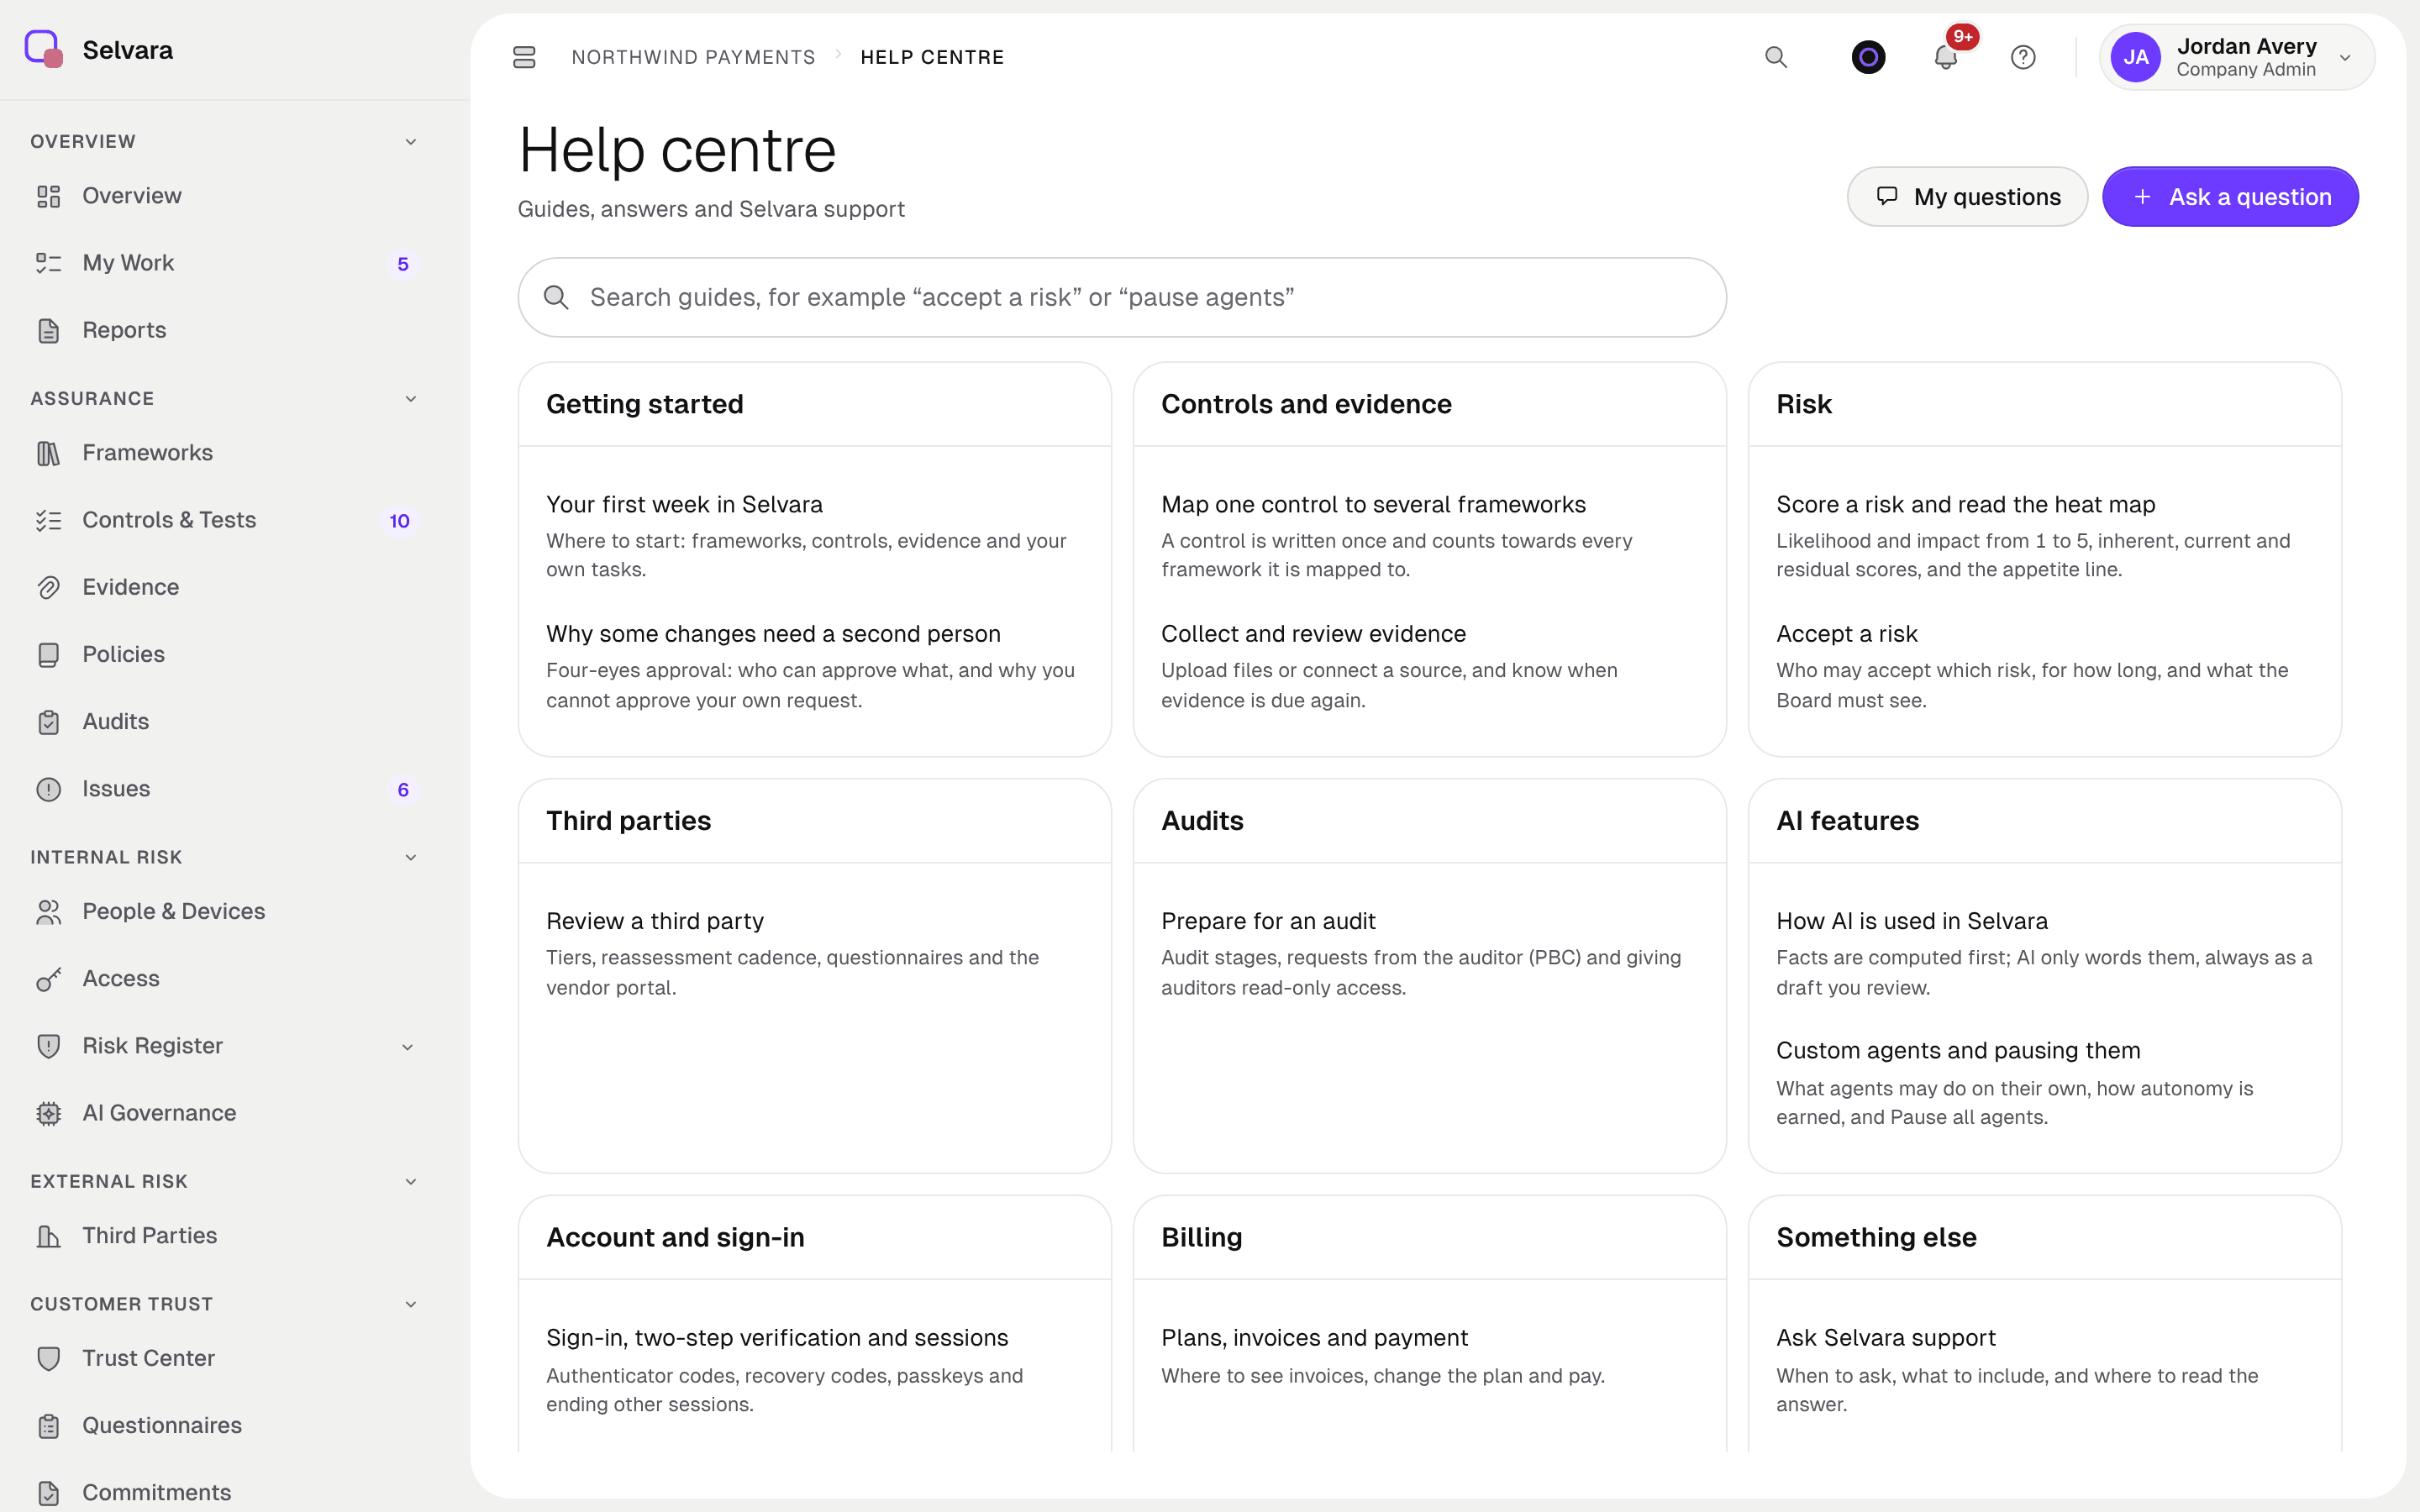 Selvara
OVERVIEW
Overview
My Work 5
Reports
ASSURANCE
Frameworks
Controls & Tests 10
Evidence
Policies
Audits
Issues 6
INTERNAL RISK
People & Devices
Access
Risk Register
AI Governance
EXTERNAL RISK
Third Parties
CUSTOMER TRUST
Trust Center
Questionnaires
Commitments
NORTHWIND PAYMENTS HELP CENTRE
9+
JA
Jordan Avery
Company Admin
Help centre
Guides, answers and Selvara support
My questions
Ask a question
Search guides, for example “accept a risk” or “pause agents”
Getting started
Your first week in Selvara
Where to start: frameworks, controls, evidence and your
own tasks.
Why some changes need a second person
Four-eyes approval: who can approve what, and why you
cannot approve your own request.
Controls and evidence
Map one control to several frameworks
A control is written once and counts towards every
framework it is mapped to.
Collect and review evidence
Upload files or connect a source, and know when
evidence is due again.
Risk
Score a risk and read the heat map
Likelihood and impact from 1 to 5, inherent, current and
residual scores, and the appetite line.
Accept a risk
Who may accept which risk, for how long, and what the
Board must see.
Third parties
Review a third party
Tiers, reassessment cadence, questionnaires and the
vendor portal.
Audits
Prepare for an audit
Audit stages, requests from the auditor (PBC) and giving
auditors read-only access.
AI features
How AI is used in Selvara
Facts are computed first; AI only words them, always as a
draft you review.
Custom agents and pausing them
What agents may do on their own, how autonomy is
earned, and Pause all agents.
Account and sign-in
Sign-in, two-step verification and sessions
Authenticator codes, recovery codes, passkeys and
ending other sessions.
Billing
Plans, invoices and payment
Where to see invoices, change the plan and pay.
Something else
Ask Selvara support
When to ask, what to include, and where to read the
answer.